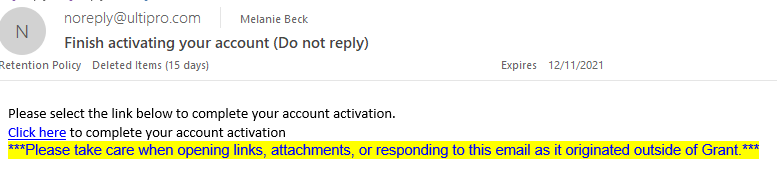 N
noreply@ultipro.com Melanie Beck
Finish activating your account (Do not reply)
Retention Policy Deleted Items (15 days) Expires 12/11/2021
Please select the link below to complete your account activation.
Click here to complete your account activation
***Please take care when opening links, attachments, or responding to this email as it originated outside of Grant.***